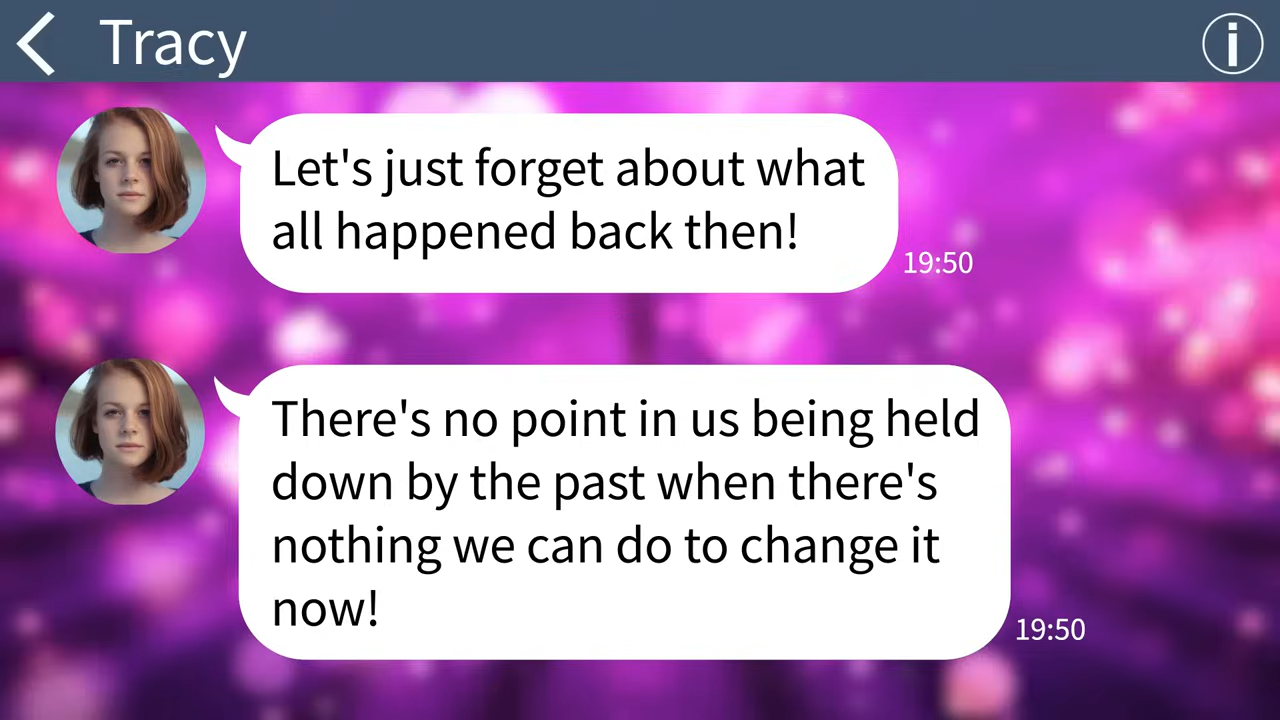 Tracy
Let's just forget about what
all happened back then!
19:50
There's no point in us being held
down by the past when there's
nothing we can do to change it
now!
19:50